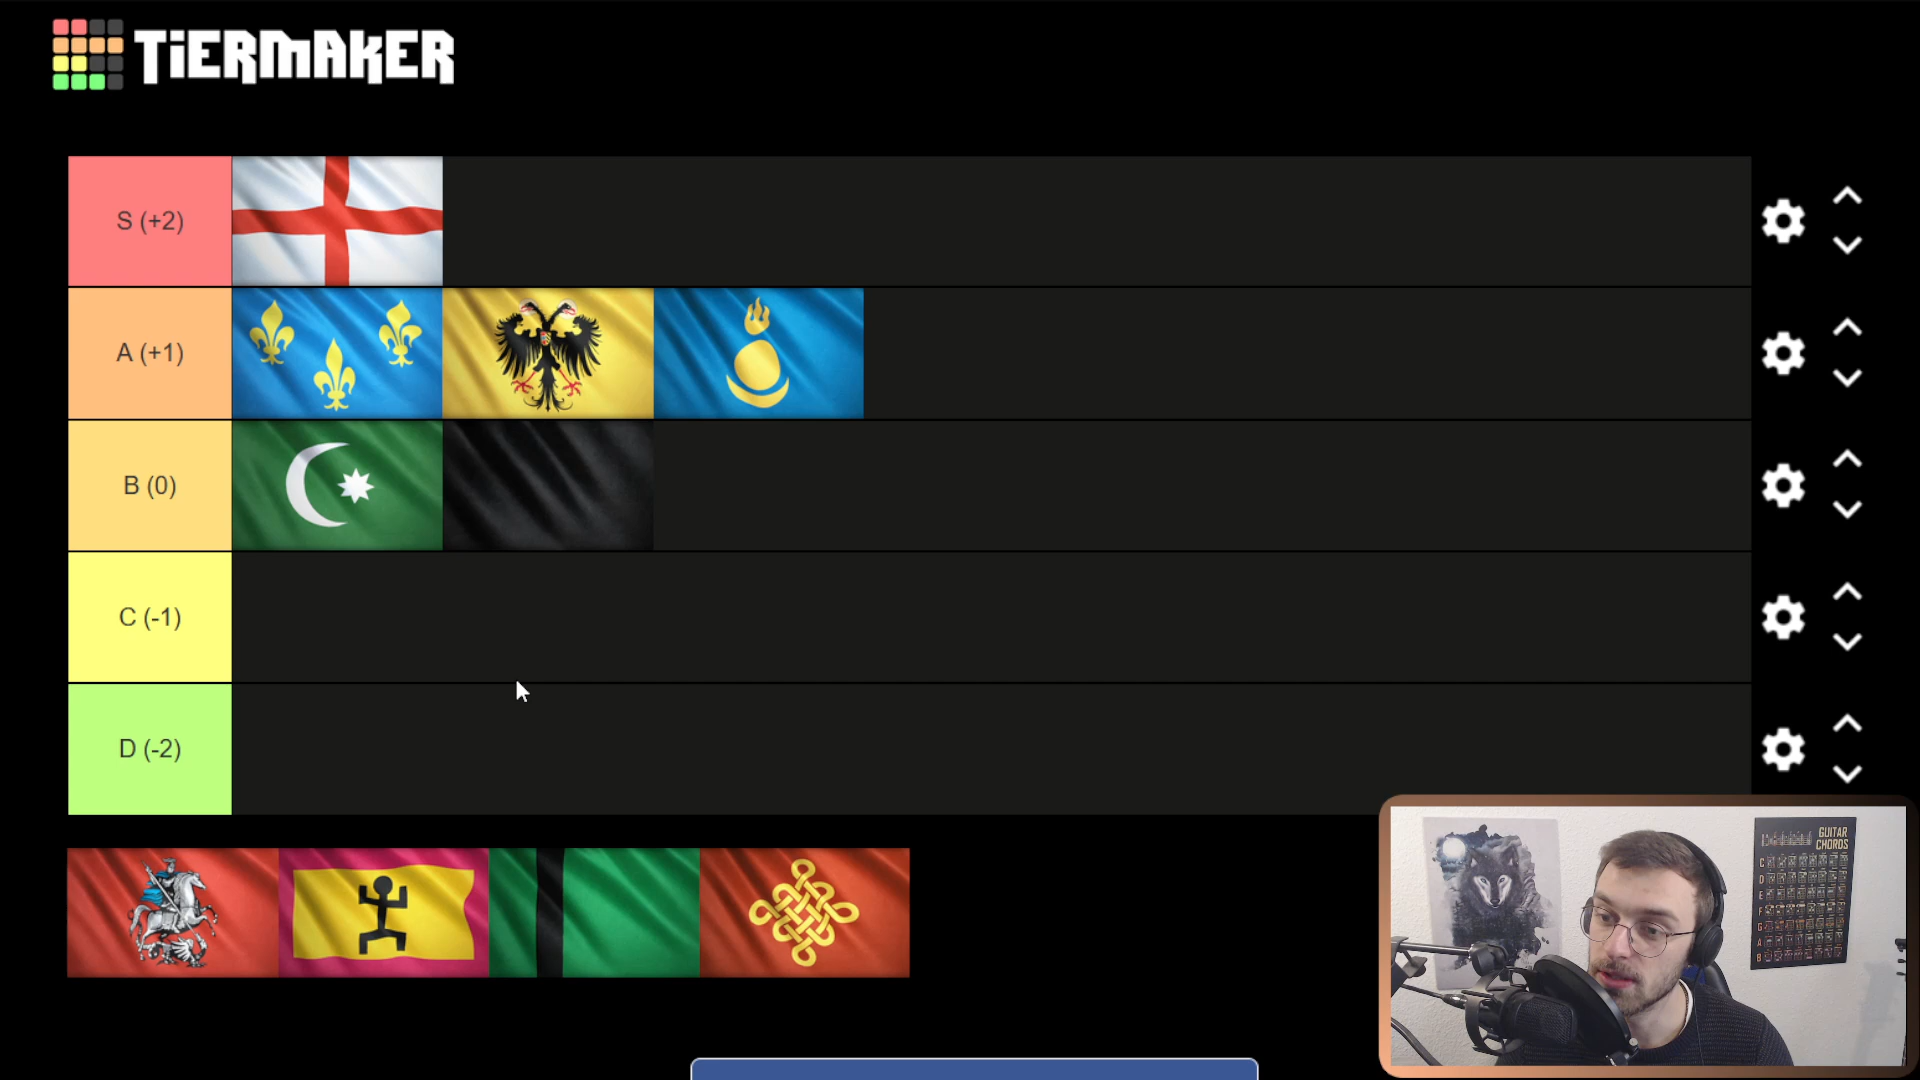 TiERMAKER
S (+2)
A (+1)
B (0)
C (-1)
D (-2)
GUITAR
CHORDS
C
D
E
F
G
A
B